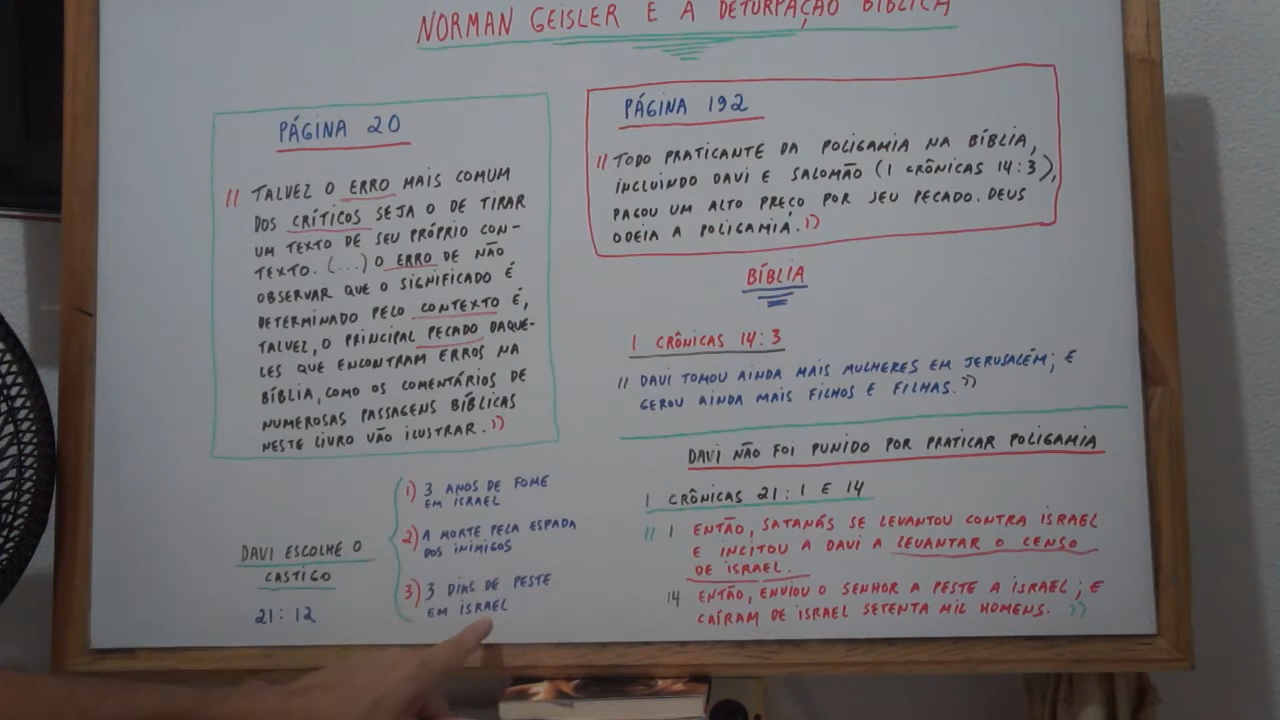 NORMAN GEISLER E A DETURPAÇÃO BÍBLICA
PÁGINA 20
" TALVEZ O ERRO MAIS COMUM
DOS CRÍTICOS SEJA O DE TIRAR
UM TEXTO DE SEU PRÓPRIO CON-
TEXTO. (...) O ERRO DE NÃO
OBSERVAR QUE O SIGNIFICADO É
DETERMINADO PELO CONTEXTO É,
TALVEZ, O PRINCIPAL PECADO DAQUE-
LES QUE ENCONTRAM ERROS NA
BÍBLIA, COMO OS COMENTÁRIOS DE
NUMEROSAS PASSAGENS BÍBLICAS
NESTE LIVRO VÃO ILUSTRAR. "
DAVI ESCOLHE O
CASTIGO
21: 12
1) 3 ANOS DE FOME
EM ISRAEL
2) A MORTE PELA ESPADA
DOS INIMIGOS
3) 3 DIAS DE PESTE
EM ISRAEL
PÁGINA 192
" TODO PRATICANTE DA POLIGAMIA NA BÍBLIA,
INCLUINDO DAVI E SALOMÃO (1 CRÔNICAS 14:3),
PAGOU UM ALTO PREÇO POR SEU PECADO. DEUS
ODEIA A POLIGAMIA. "
BÍBLIA
1 CRÔNICAS 14:3
" DAVI TOMOU AINDA MAIS MULHERES EM JERUSALÉM; E
GEROU AINDA MAIS FILHOS E FILHAS. "
DAVI NÃO FOI PUNIDO POR PRATICAR POLIGAMIA
1 CRÔNICAS 21:1 E 14
" 1 ENTÃO, SATANÁS SE LEVANTOU CONTRA ISRAEL
E INCITOU A DAVI A LEVANTAR O CENSO
DE ISRAEL.
14 ENTÃO, ENVIOU O SENHOR A PESTE A ISRAEL; E
CAÍRAM DE ISRAEL SETENTA MIL HOMENS. "